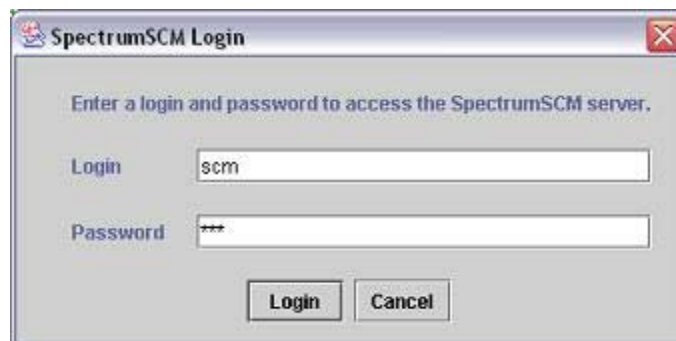 SpectrumSCM Login
Enter a login and password to access the SpectrumSCM server.
Login scm
Password ***
Login Cancel